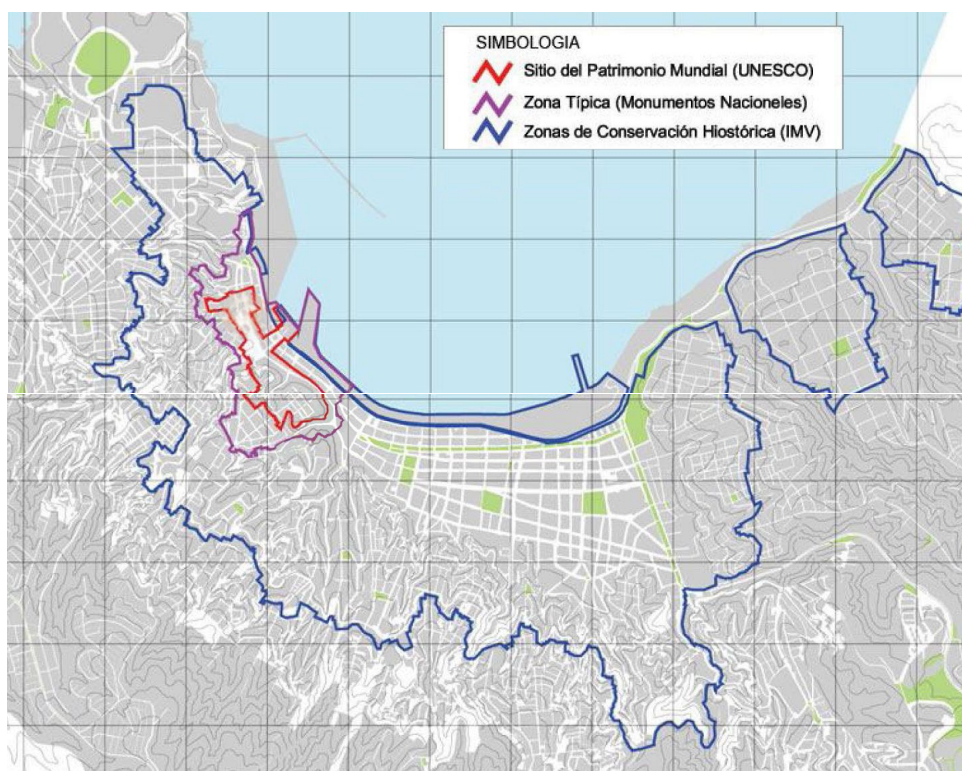 SIMBOLOGIA
Sitio del Patrimonio Mundial (UNESCO)
Zona Típica (Monumentos Nacioneles)
Zonas de Conservación Hiostórica (IMV)